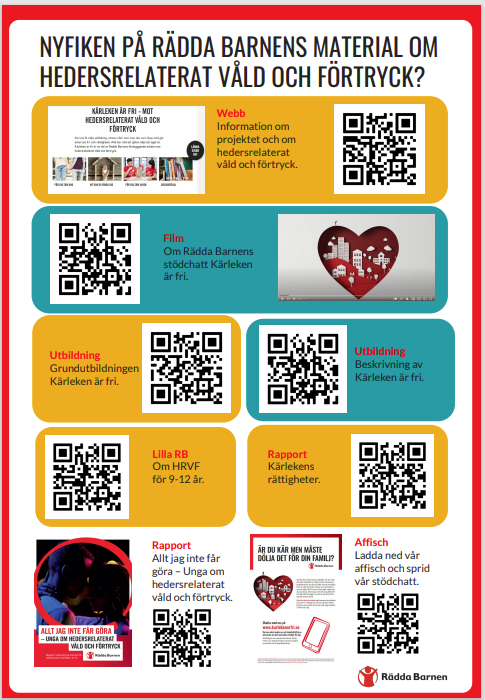 NYFIKEN PÅ RÄDDA BARNENS MATERIAL OM
HEDERSRELATERAT VÅLD OCH FÖRTRYCK?
KÄRLEKEN ÄR FRI - MOT
HEDERSRELATERAT VÅLD OCH
FÖRTRYCK
Webb
Information om
projektet och om
hedersrelaterat
våld och förtryck.
Film
Om Rädda Barnens
stödchatt Kärleken
är fri.
Utbildning
Grundutbildningen
Kärleken är fri.
Utbildning
Beskrivning av
Kärleken är fri.
Lilla RB
Om HRVF
för 9-12 år.
Rapport
Kärlekens
rättigheter.
Rapport
Allt jag inte får
göra – Unga om
hedersrelaterat
våld och förtryck.
ALLT JAG INTE FÅR GÖRA
– UNGA OM HEDERSRELATERAT
VÅLD OCH FÖRTRYCK
Rädda Barnen
ÄR DU KÄR MEN MÅSTE
DÖLJA DET FÖR DIN FAMILJ?
Rädda Barnen
www.karlekenarfri.se
Affisch
Ladda ned vår
affisch och sprid
vår stödchatt.
Rädda Barnen